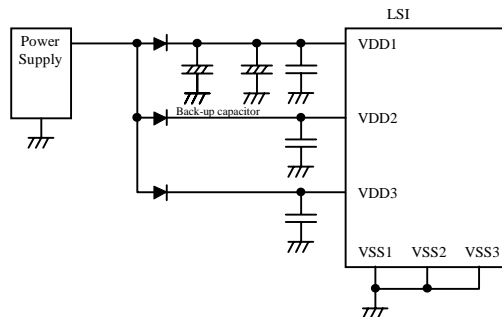 LSI
Power
Supply
VDD1
Back-up capacitor
VDD2
VDD3
VSS1 VSS2 VSS3